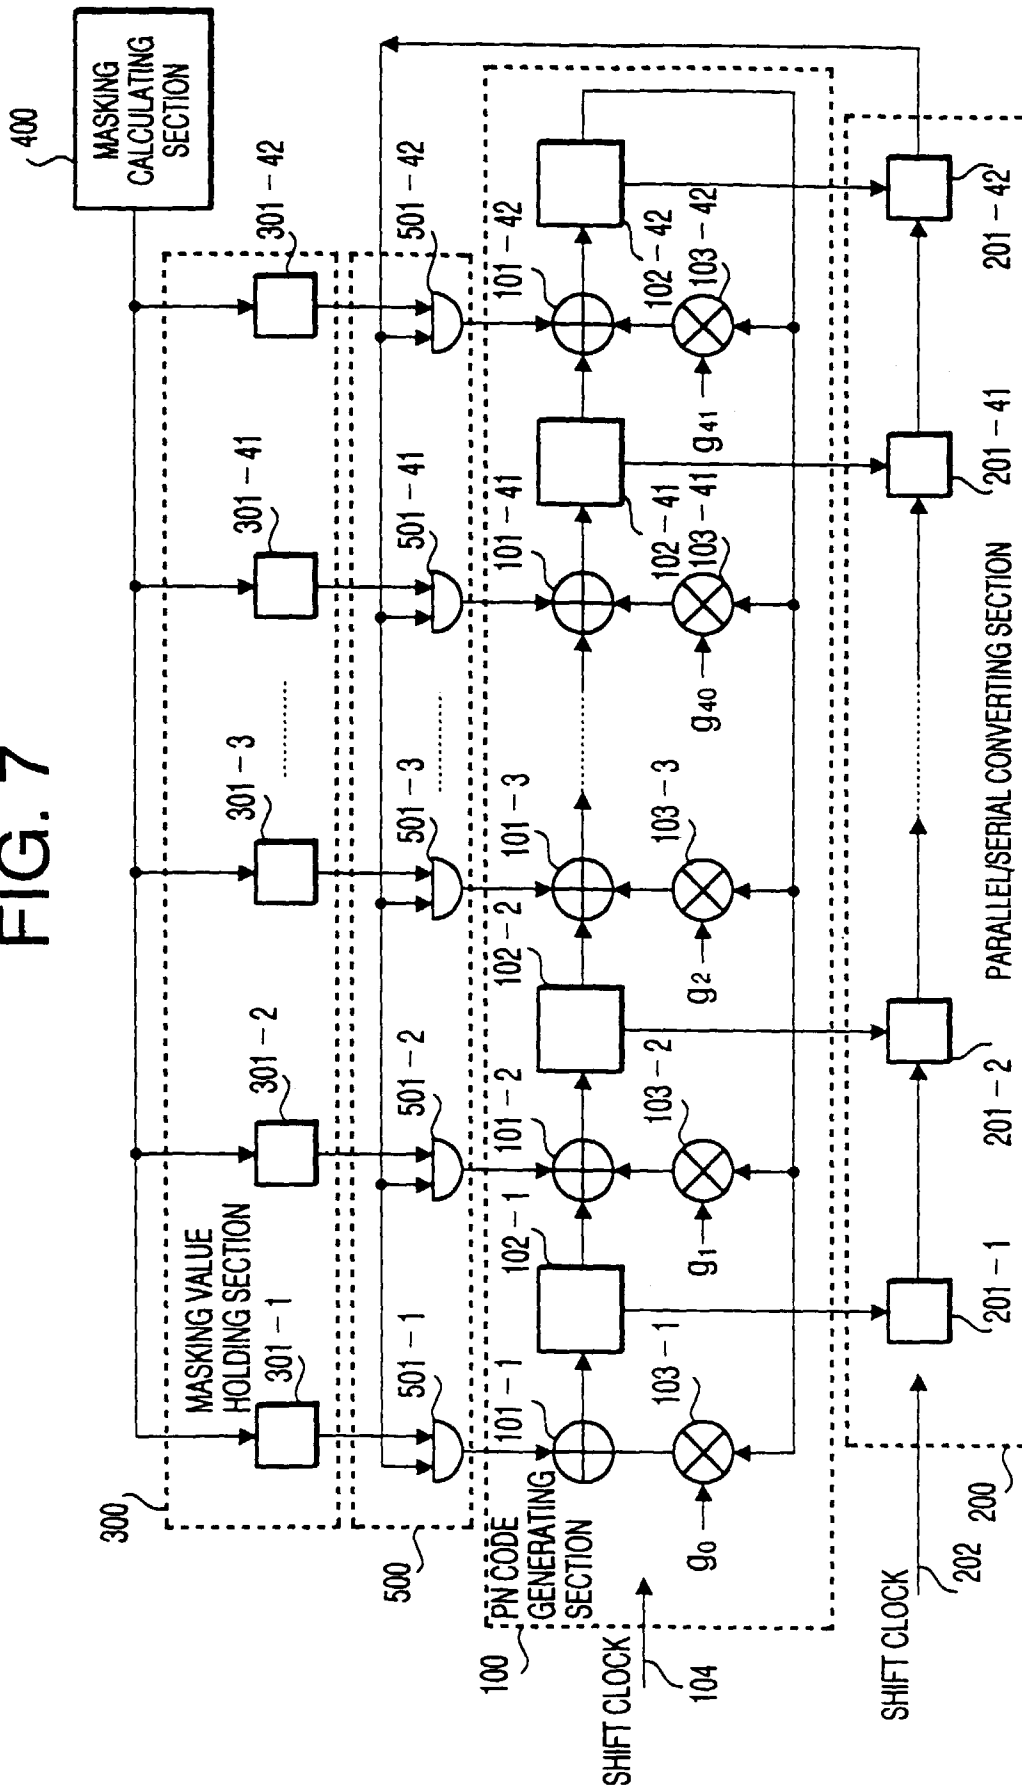 FIG. 7
400
MASKING
CALCULATING
SECTION
300
MASKING VALUE
HOLDING SECTION
301-1
301-2
301-3
301-41
301-42
500
501-1
501-2
501-3
501-41
501-42
100
PN CODE
GENERATING
SECTION
101-1
102-1
101-2
102-2
101-3
101-41
102-41
101-42
102-42
103-1
103-2
103-3
103-41
103-42
g0
g1
g2
g40
g41
SHIFT CLOCK
104
SHIFT CLOCK
202
200
201-1
201-2
PARALLEL/SERIAL CONVERTING SECTION
201-41
201-42